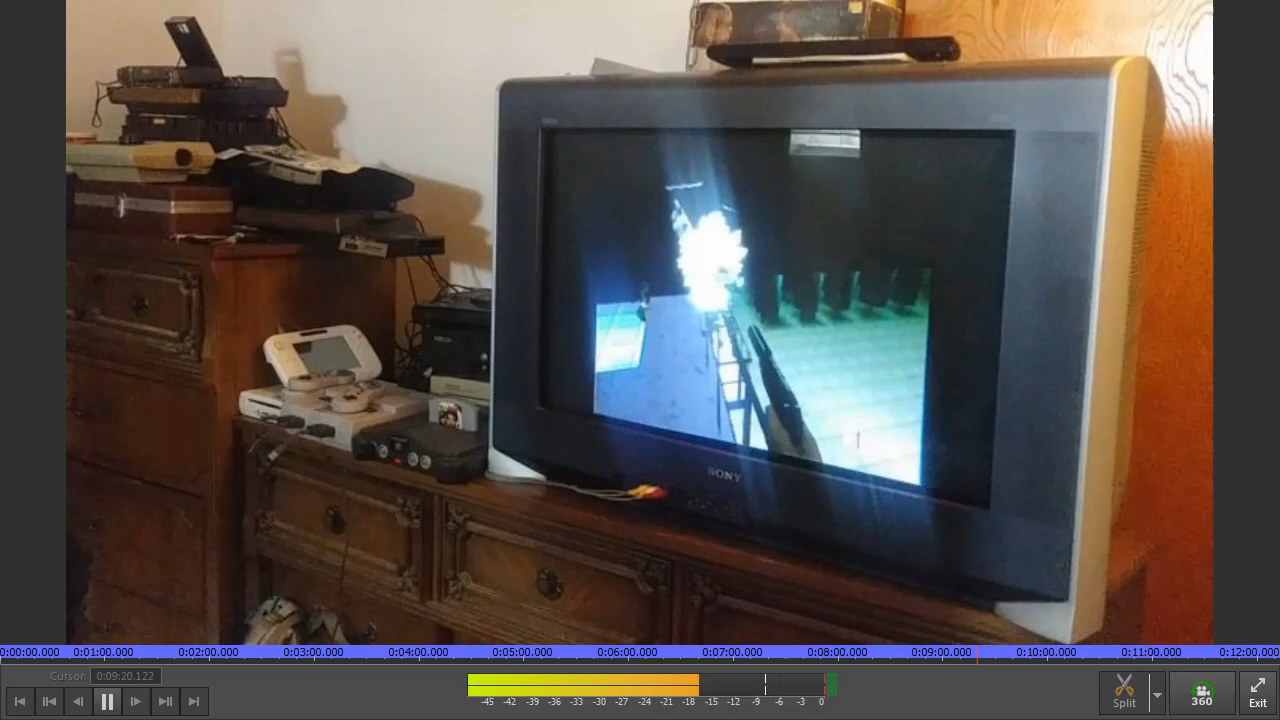 SONY
0:00:00.000 0:01:00.000 0:02:00.000 0:03:00.000 0:04:00.000 0:05:00.000 0:06:00.000 0:07:00.000 0:08:00.000 0:09:00.000 0:10:00.000 0:11:00.000 0:12:00.000
Cursor: 0:09:20.122
-45 -42 -39 -36 -33 -30 -27 -24 -21 -18 -15 -12 -9 -6 -3 0
Split
360
Exit